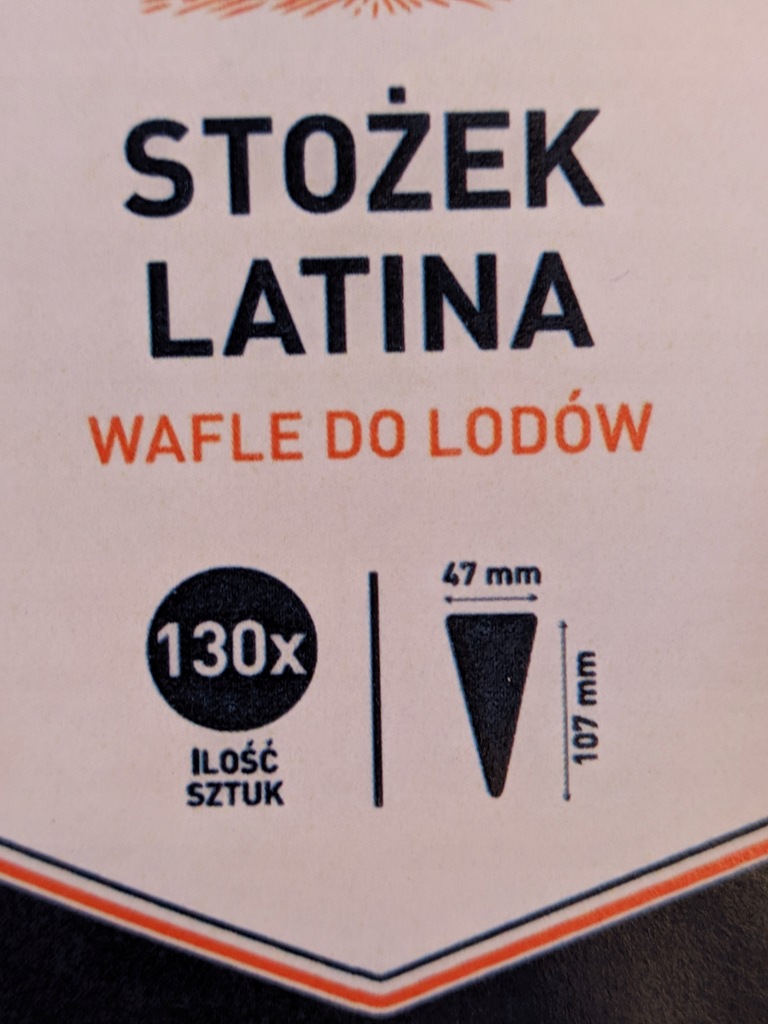 STOŻEK
LATINA
WAFLE DO LODÓW
47 mm
130x
107 mm
ILOŚĆ
SZTUK